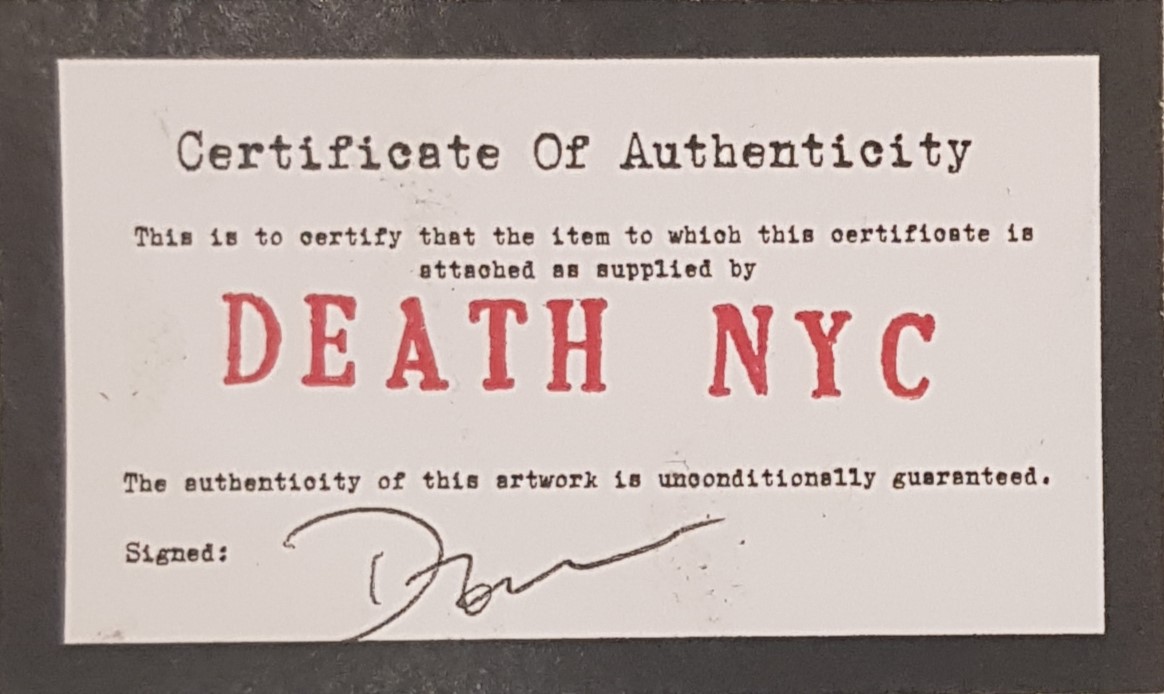 Certificate Of Authenticity
This is to certify that the item to which this certificate is
attached as supplied by
DEATH NYC
The authenticity of this artwork is unconditionally guaranteed.
Signed: